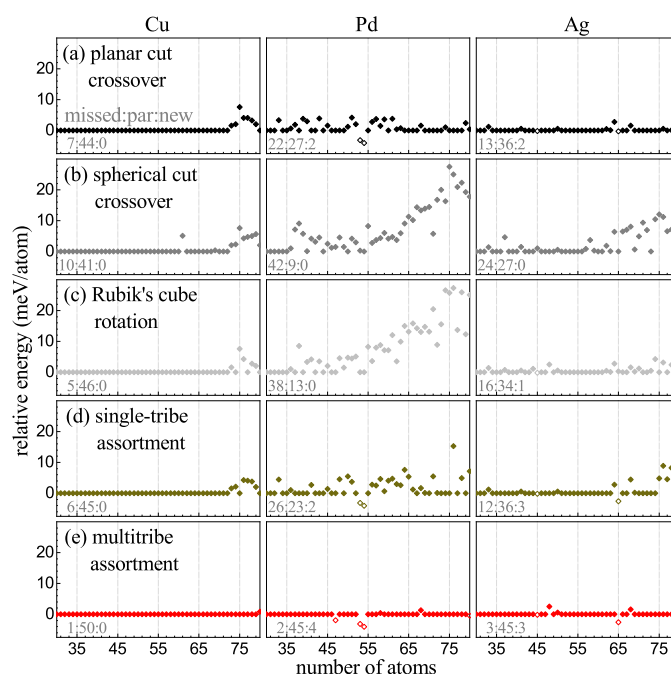 Cu Pd Ag
(a) planar cut
crossover
missed:par:new
20
10
0
7:44:0 22:27:2 13:36:2
(b) spherical cut
crossover
20
10
0
10:41:0 42:9:0 24:27:0
(c) Rubik's cube
rotation
20
10
0
5:46:0 38:13:0 16:34:1
(d) single-tribe
assortment
20
10
0
6:45:0 26:23:2 12:36:3
(e) multitribe
assortment
20
10
0
1:50:0 2:45:4 3:45:3
35 45 55 65 75 35 45 55 65 75 35 45 55 65 75
number of atoms
relative energy (meV/atom)